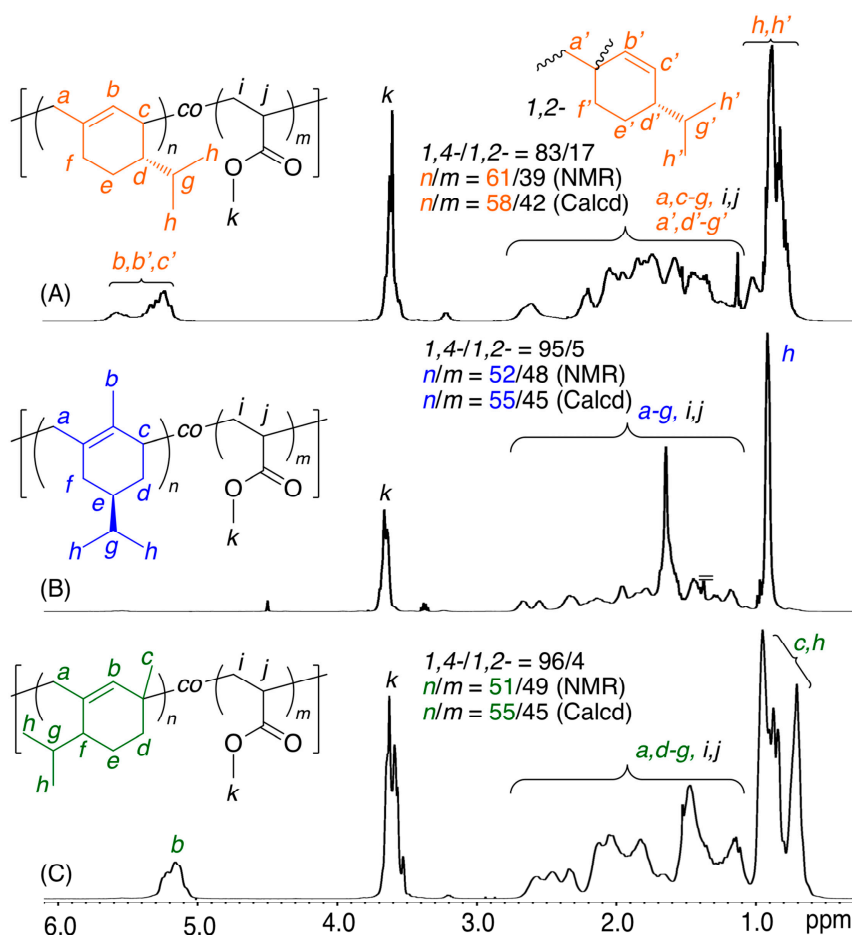 a b c d e f g h h n
co
i j m O O k
k
a' b' c' d' e' f' g' h' h'
1,2-
h,h'
1,4-/1,2- = 83/17
n/m = 61/39 (NMR)
n/m = 58/42 (Calcd)
a,c-g, i,j
a',d'-g'
b,b',c'
(A)
a b c d e f g h h n
co
i j m O O k
k
1,4-/1,2- = 95/5
n/m = 52/48 (NMR)
n/m = 55/45 (Calcd)
a-g, i,j
h
(B)
a b c d e f g h h n
co
i j m O O k
k
1,4-/1,2- = 96/4
n/m = 51/49 (NMR)
n/m = 55/45 (Calcd)
a,d-g, i,j
c,h
b
(C)
6.0 5.0 4.0 3.0 2.0 1.0 ppm